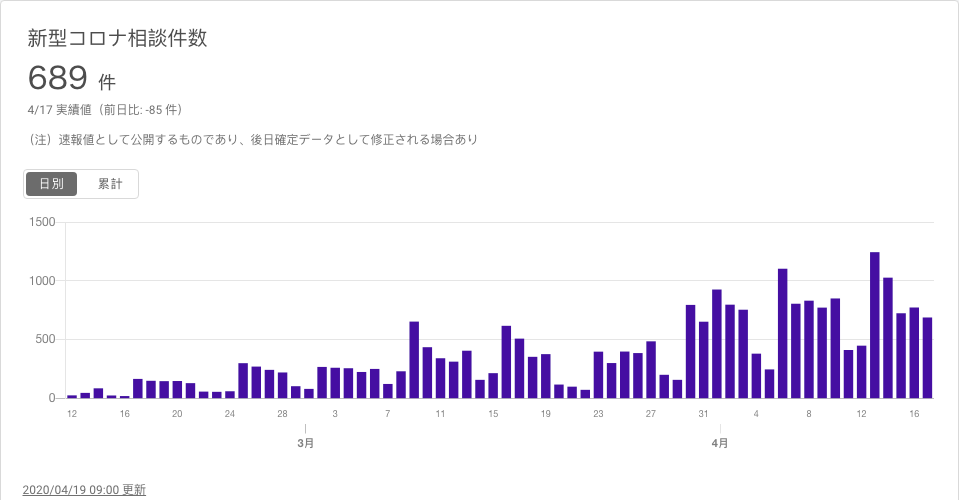 新型コロナ相談件数
689 件
4/17 実績値（前日比: -85 件）
（注）速報値として公開するものであり、後日確定データとして修正される場合あり
日別 累計
1500
1000
500
0
12 16 20 24 28 3 7 11 15 19 23 27 31 4 8 12 16
3月 4月
2020/04/19 09:00 更新